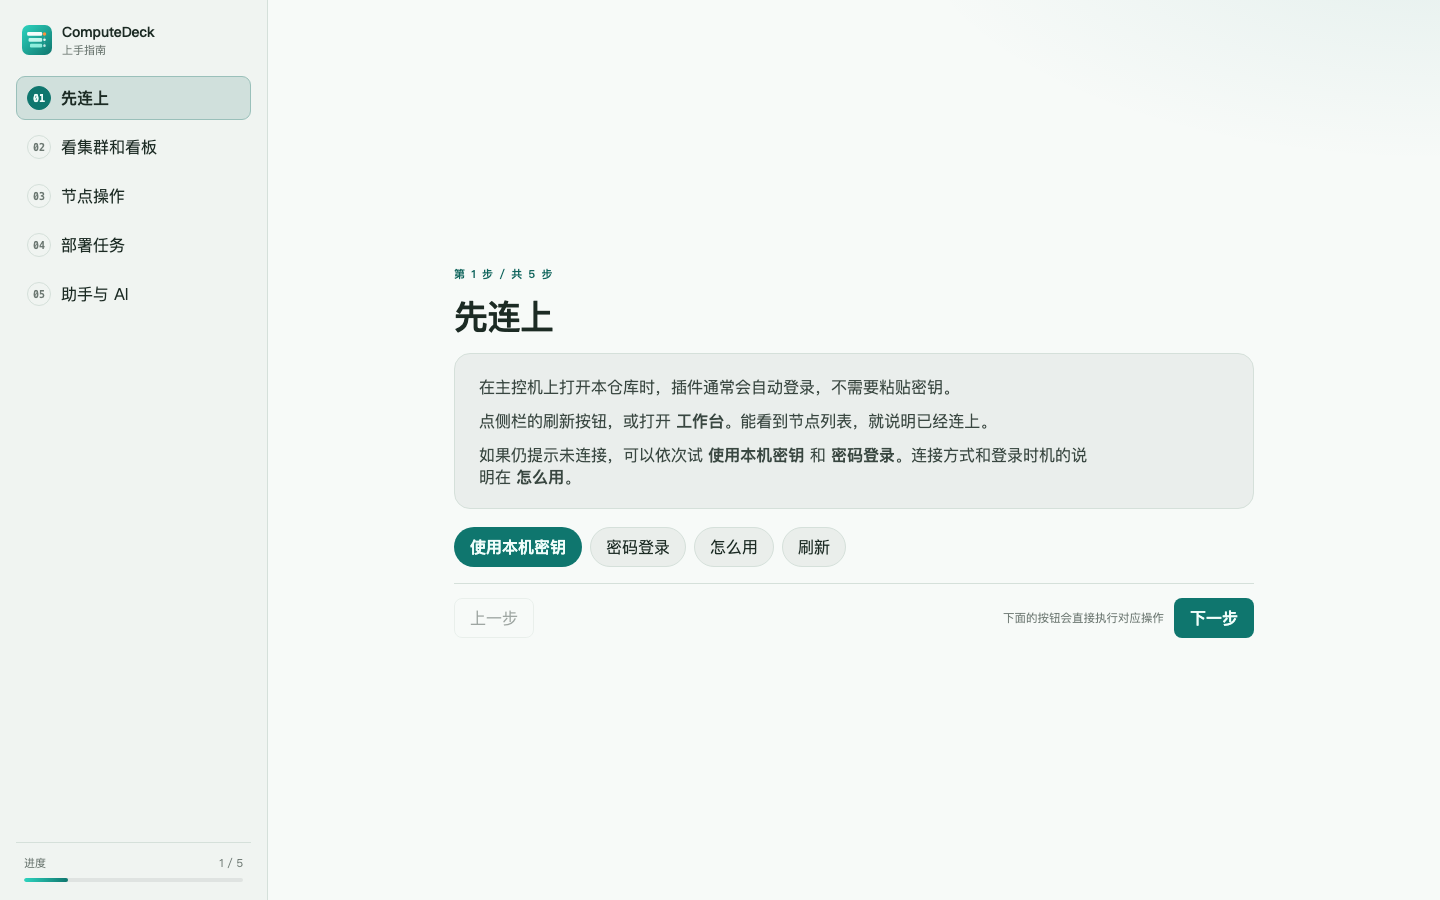 ComputeDeck
上手指南
01 先连上
02 看集群和看板
03 节点操作
04 部署任务
05 助手与 AI
进度 1 / 5
第 1 步 / 共 5 步
先连上
在主控机上打开本仓库时，插件通常会自动登录，不需要粘贴密钥。
点侧栏的刷新按钮，或打开 工作台。能看到节点列表，就说明已经连上。
如果仍提示未连接，可以依次试 使用本机密钥 和 密码登录。连接方式和登录时机的说
明在 怎么用。
使用本机密钥 密码登录 怎么用 刷新
上一步 下面的按钮会直接执行对应操作 下一步